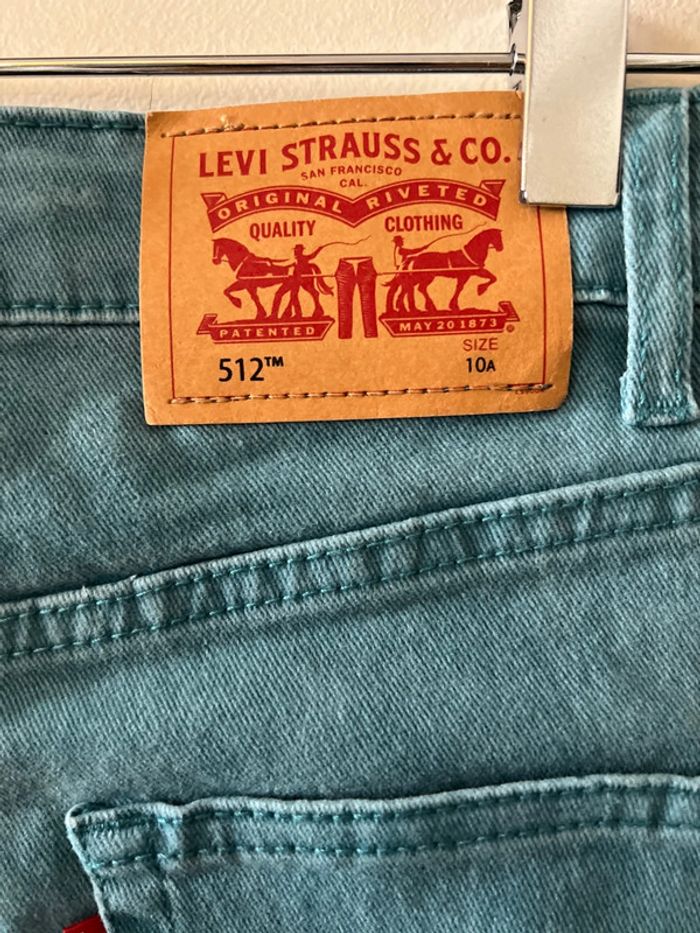 LEVI STRAUSS & CO.
SAN FRANCISCO
CAL.
ORIGINAL RIVETED
QUALITY CLOTHING
PATENTED MAY 20 1873 ®
SIZE
512™ 10A